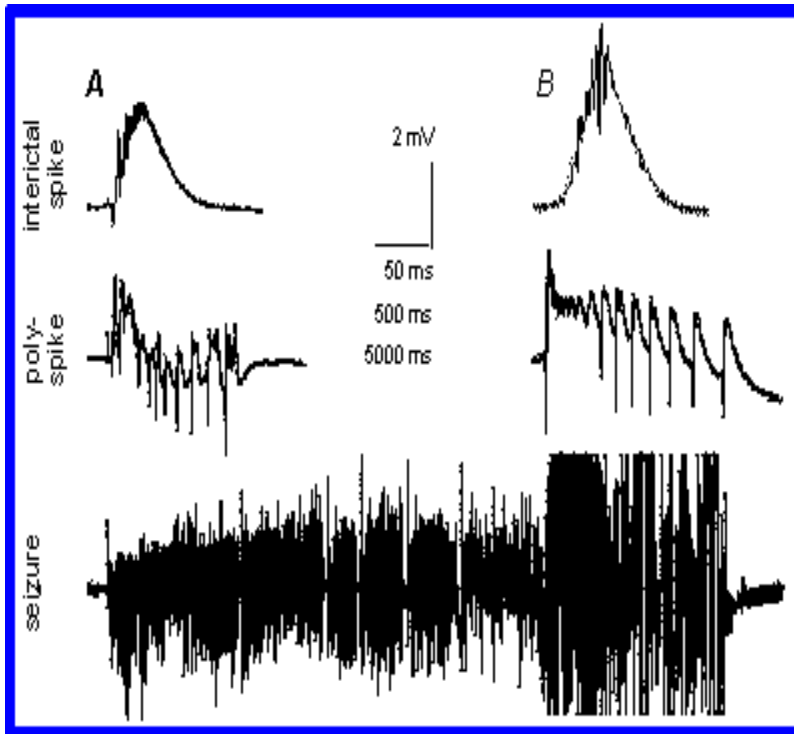 A
B
interictal
spike
2 mV
50 ms
500 ms
5000 ms
poly-
spike
seizure